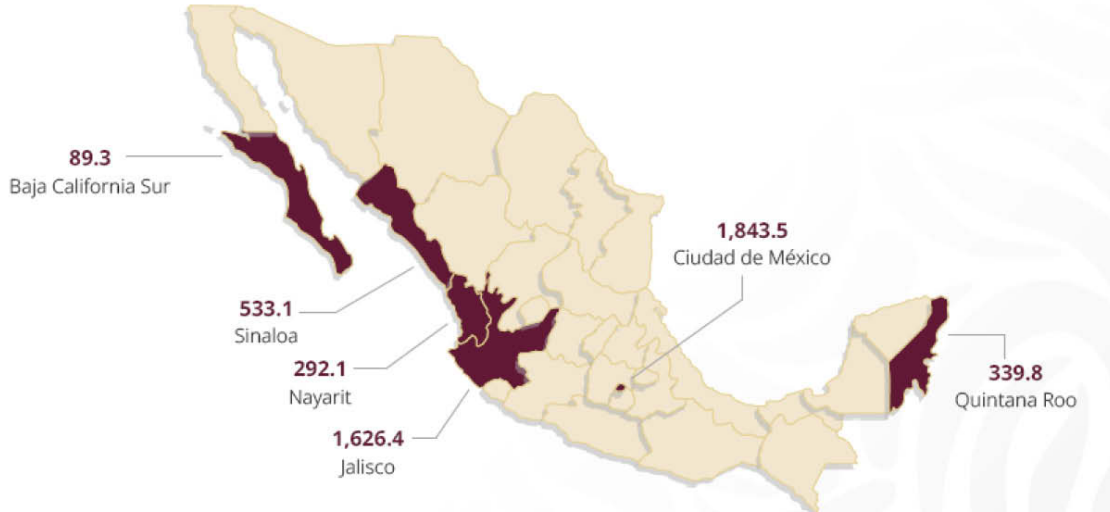 89.3
Baja California Sur
533.1
Sinaloa
292.1
Nayarit
1,626.4
Jalisco
1,843.5
Ciudad de México
339.8
Quintana Roo